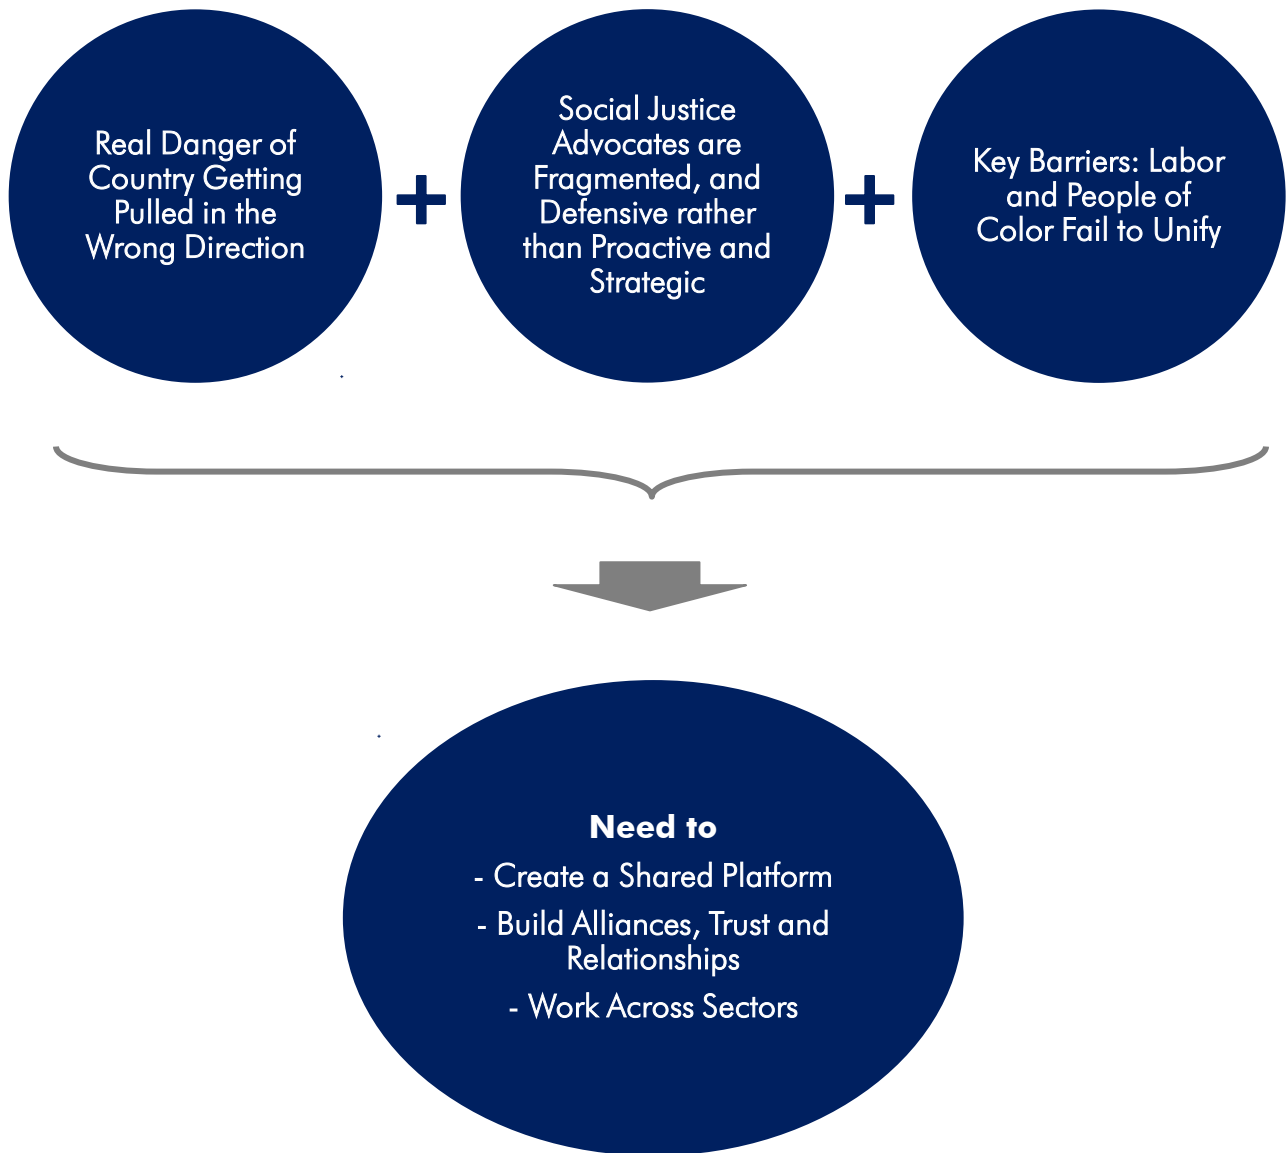 Real Danger of
Country Getting
Pulled in the
Wrong Direction
+
Social Justice
Advocates are
Fragmented, and
Defensive rather
than Proactive and
Strategic
+
Key Barriers: Labor
and People of
Color Fail to Unify
Need to
- Create a Shared Platform
- Build Alliances, Trust and
Relationships
- Work Across Sectors